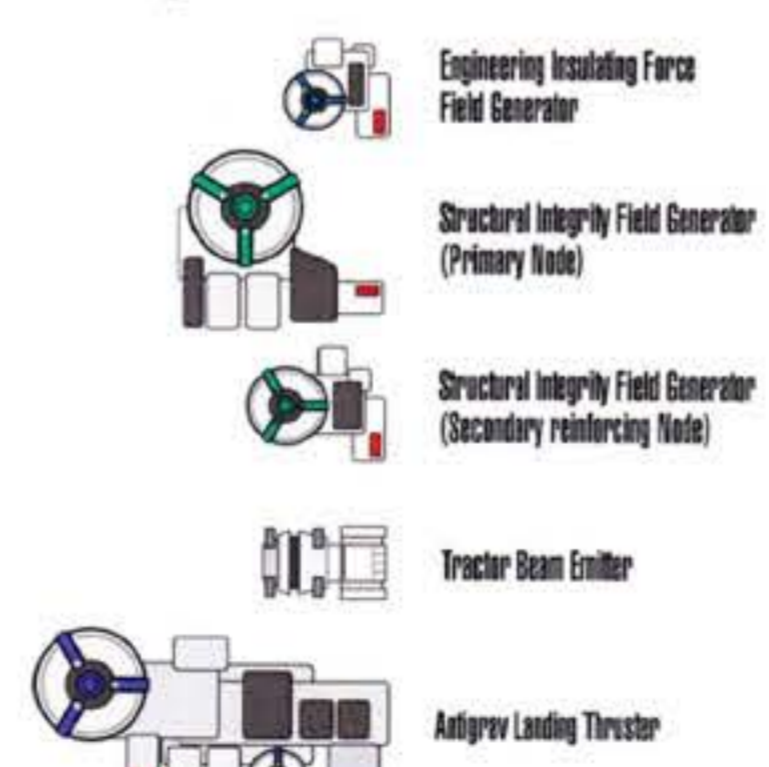 Engineering Insulating Force
Field Generator
Structural Integrity Field Generator
(Primary Node)
Structural Integrity Field Generator
(Secondary reinforcing Node)
Tractor Beam Emitter
Antigrav Landing Thruster